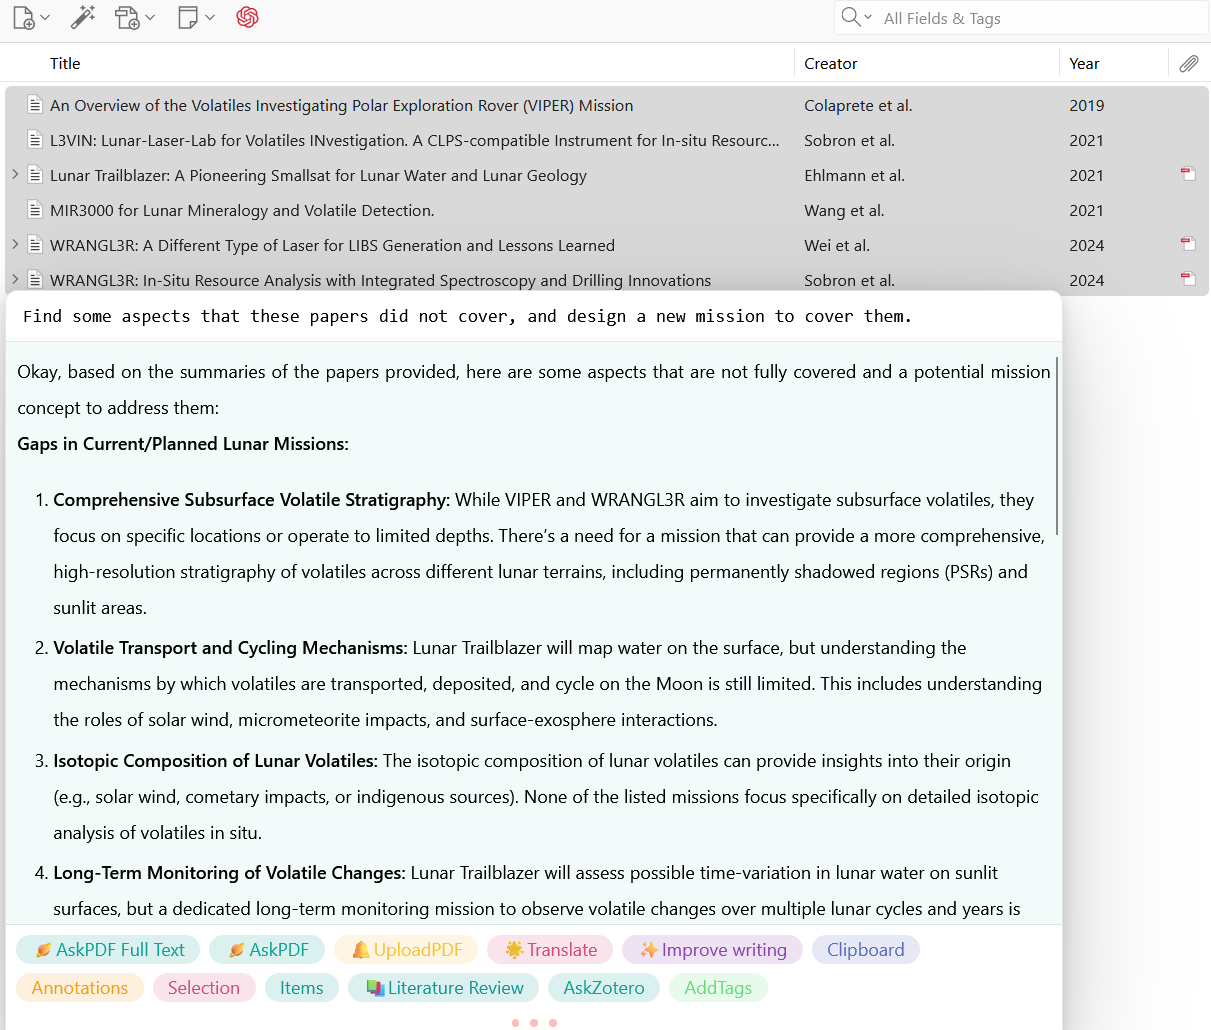 All Fields & Tags
Title Creator Year
An Overview of the Volatiles Investigating Polar Exploration Rover (VIPER) Mission Colaprete et al. 2019
L3VIN: Lunar-Laser-Lab for Volatiles INvestigation. A CLPS-compatible Instrument for In-situ Resourc... Sobron et al. 2021
Lunar Trailblazer: A Pioneering Smallsat for Lunar Water and Lunar Geology Ehlmann et al. 2021
MIR3000 for Lunar Mineralogy and Volatile Detection. Wang et al. 2021
WRANGL3R: A Different Type of Laser for LIBS Generation and Lessons Learned Wei et al. 2024
WRANGL3R: In-Situ Resource Analysis with Integrated Spectroscopy and Drilling Innovations Sobron et al. 2024
Find some aspects that these papers did not cover, and design a new mission to cover them.
Okay, based on the summaries of the papers provided, here are some aspects that are not fully covered and a potential mission
concept to address them:
Gaps in Current/Planned Lunar Missions:
1. Comprehensive Subsurface Volatile Stratigraphy: While VIPER and WRANGL3R aim to investigate subsurface volatiles, they
focus on specific locations or operate to limited depths. There's a need for a mission that can provide a more comprehensive,
high-resolution stratigraphy of volatiles across different lunar terrains, including permanently shadowed regions (PSRs) and
sunlit areas.
2. Volatile Transport and Cycling Mechanisms: Lunar Trailblazer will map water on the surface, but understanding the
mechanisms by which volatiles are transported, deposited, and cycle on the Moon is still limited. This includes understanding
the roles of solar wind, micrometeorite impacts, and surface-exosphere interactions.
3. Isotopic Composition of Lunar Volatiles: The isotopic composition of lunar volatiles can provide insights into their origin
(e.g., solar wind, cometary impacts, or indigenous sources). None of the listed missions focus specifically on detailed isotopic
analysis of volatiles in situ.
4. Long-Term Monitoring of Volatile Changes: Lunar Trailblazer will assess possible time-variation in lunar water on sunlit
surfaces, but a dedicated long-term monitoring mission to observe volatile changes over multiple lunar cycles and years is
AskPDF Full Text AskPDF UploadPDF Translate Improve writing Clipboard
Annotations Selection Items Literature Review AskZotero AddTags